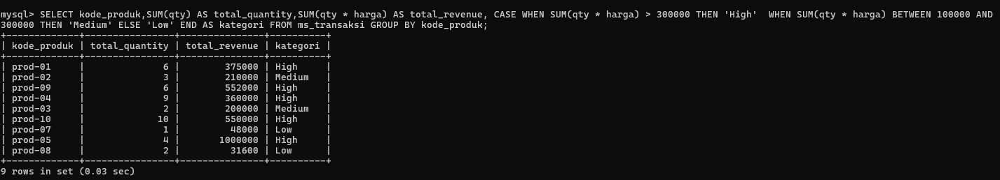 mysql> SELECT kode_produk,SUM(qty) AS total_quantity,SUM(qty * harga) AS total_revenue, CASE WHEN SUM(qty * harga) > 300000 THEN 'High'  WHEN SUM(qty * harga) BETWEEN 100000 AND
300000 THEN 'Medium' ELSE 'Low' END AS kategori FROM ms_transaksi GROUP BY kode_produk;
+-------------+----------------+---------------+----------+
| kode_produk | total_quantity | total_revenue | kategori |
+-------------+----------------+---------------+----------+
| prod-01     |              6 |        375000 | High     |
| prod-02     |              3 |        210000 | Medium   |
| prod-09     |              6 |        552000 | High     |
| prod-04     |              9 |        360000 | High     |
| prod-03     |              2 |        200000 | Medium   |
| prod-10     |             10 |        550000 | High     |
| prod-07     |              1 |         48000 | Low      |
| prod-05     |              4 |       1000000 | High     |
| prod-08     |              2 |         31600 | Low      |
+-------------+----------------+---------------+----------+
9 rows in set (0.03 sec)